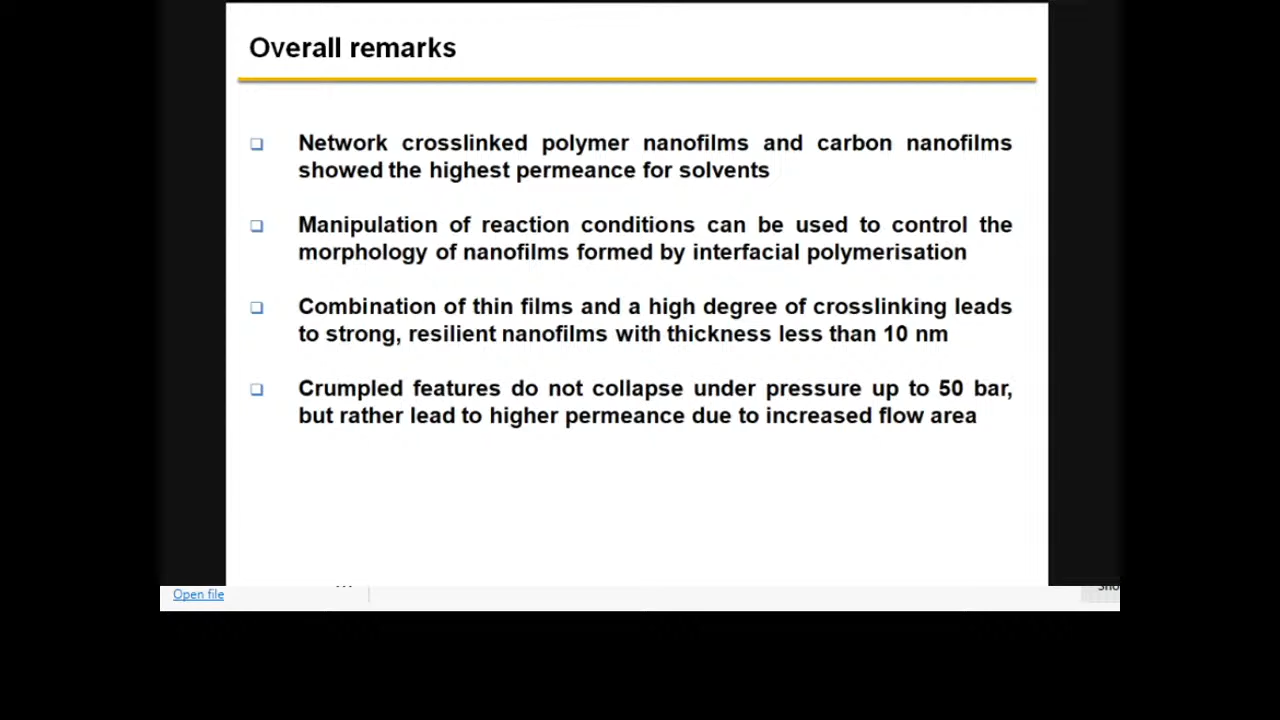 Overall remarks
Network crosslinked polymer nanofilms and carbon nanofilms
showed the highest permeance for solvents
Manipulation of reaction conditions can be used to control the
morphology of nanofilms formed by interfacial polymerisation
Combination of thin films and a high degree of crosslinking leads
to strong, resilient nanofilms with thickness less than 10 nm
Crumpled features do not collapse under pressure up to 50 bar,
but rather lead to higher permeance due to increased flow area
Open file